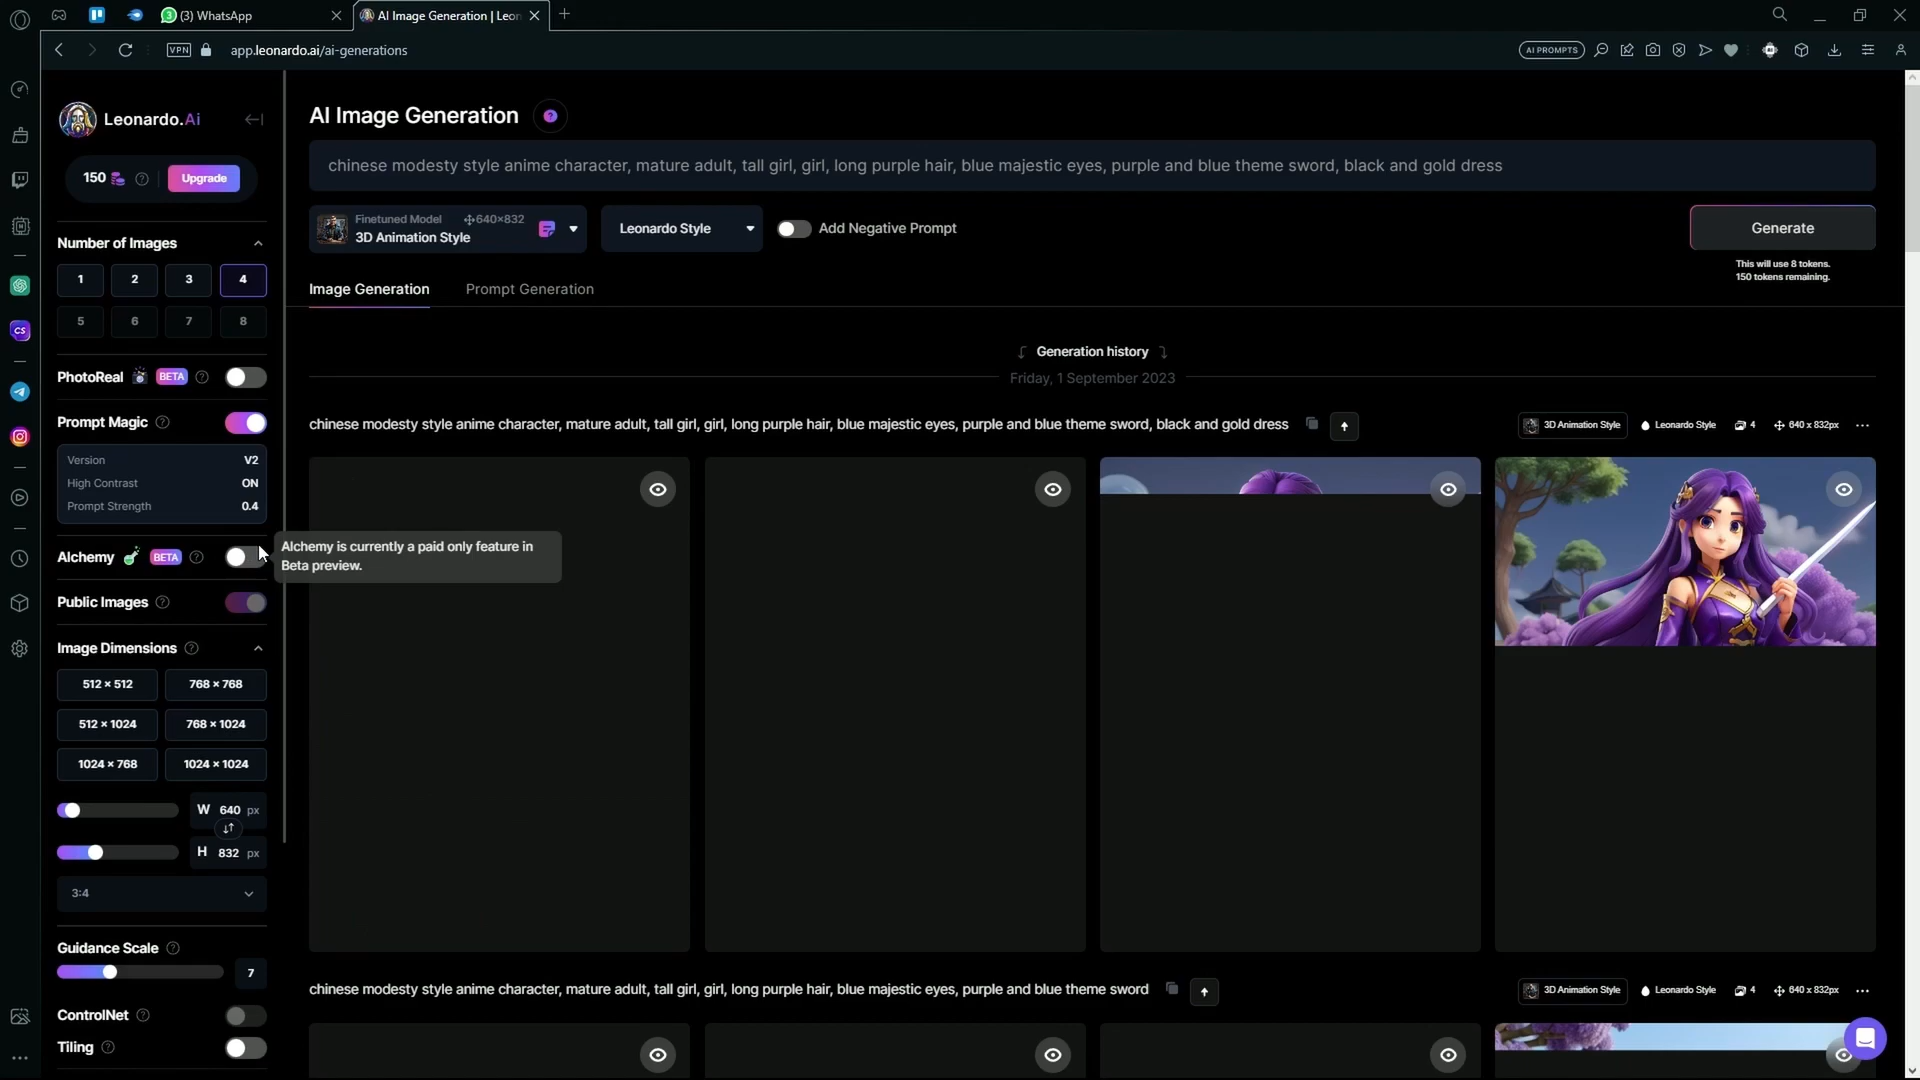 (3) WhatsApp
AI Image Generation | Leon
VPN
app.leonardo.ai/ai-generations
AI PROMPTS
Leonardo.Ai
150
Upgrade
Number of Images
1 2 3 4
5 6 7 8
PhotoReal BETA
Prompt Magic
Version V2
High Contrast ON
Prompt Strength 0.4
Alchemy BETA
Alchemy is currently a paid only feature in
Beta preview.
Public Images
Image Dimensions
512 × 512 768 × 768
512 × 1024 768 × 1024
1024 × 768 1024 × 1024
W 640 px
H 832 px
3:4
Guidance Scale
7
ControlNet
Tiling
CS
AI Image Generation
chinese modesty style anime character, mature adult, tall girl, girl, long purple hair, blue majestic eyes, purple and blue theme sword, black and gold dress
Finetuned Model 640×832
3D Animation Style
Leonardo Style
Add Negative Prompt
Generate
This will use 8 tokens.
150 tokens remaining.
Image Generation Prompt Generation
Generation history
Friday, 1 September 2023
chinese modesty style anime character, mature adult, tall girl, girl, long purple hair, blue majestic eyes, purple and blue theme sword, black and gold dress
3D Animation Style Leonardo Style 4 640 x 832px
chinese modesty style anime character, mature adult, tall girl, girl, long purple hair, blue majestic eyes, purple and blue theme sword
3D Animation Style Leonardo Style 4 640 x 832px